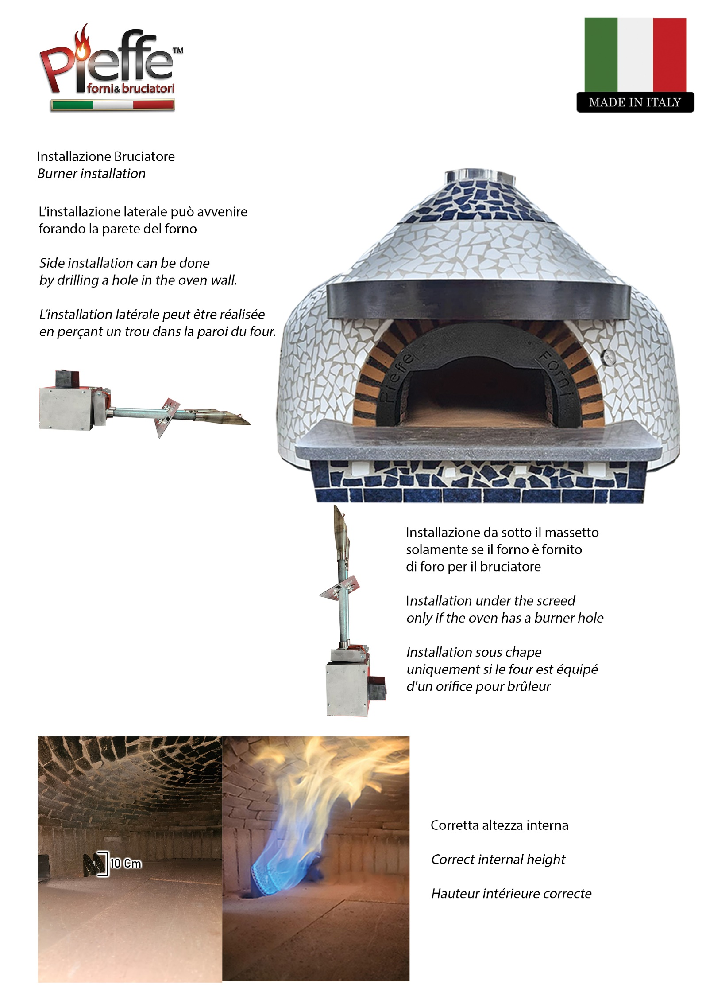 Pieffe™
forni&bruciatori
MADE IN ITALY
Installazione Bruciatore
Burner installation
L'installazione laterale può avvenire
forando la parete del forno
Side installation can be done
by drilling a hole in the oven wall.
L'installation latérale peut être réalisée
en perçant un trou dans la paroi du four.
Pieffe Forni
Installazione da sotto il massetto
solamente se il forno è fornito
di foro per il bruciatore
Installation under the screed
only if the oven has a burner hole
Installation sous chape
uniquement si le four est équipé
d'un orifice pour brûleur
10 Cm
Corretta altezza interna
Correct internal height
Hauteur intérieure correcte